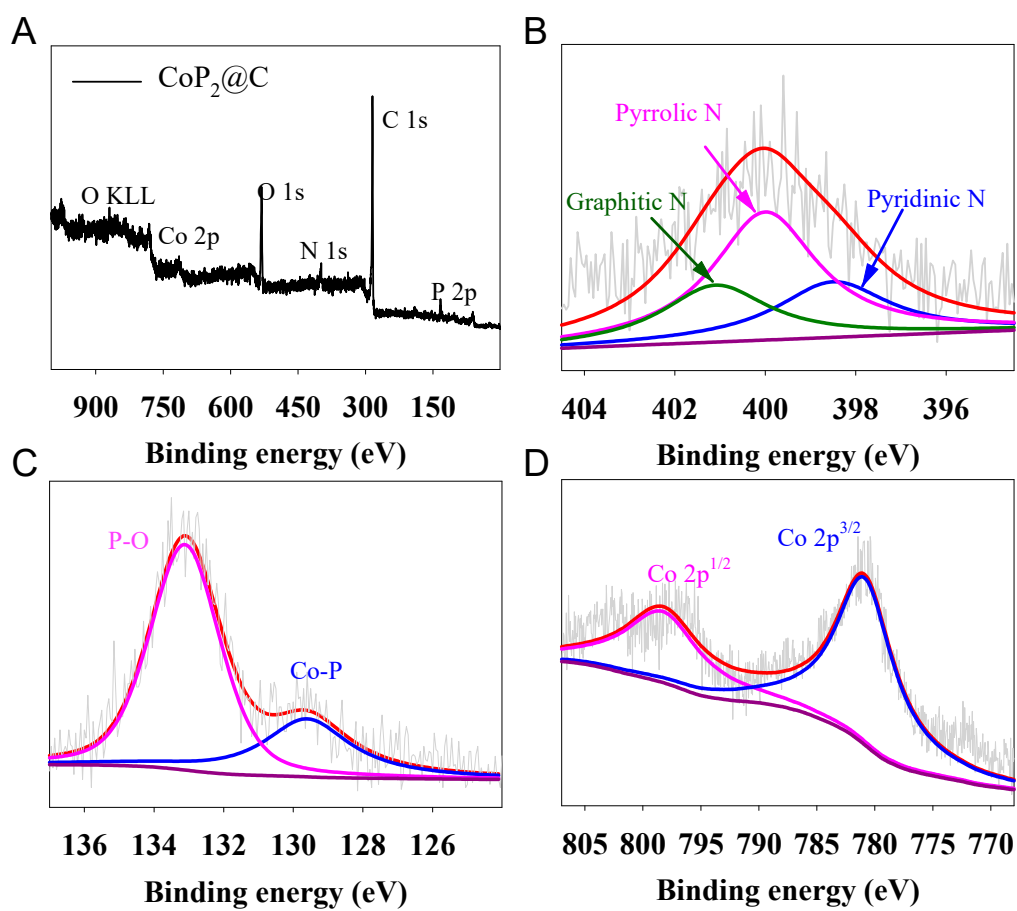 A
CoP2@C
C 1s
O 1s
O KLL
Co 2p
N 1s
P 2p
900 750 600 450 300 150
Binding energy (eV)
B
Pyrrolic N
Graphitic N
Pyridinic N
404 402 400 398 396
Binding energy (eV)
C
P-O
Co-P
136 133 132 130 128 126
Binding energy (eV)
D
Co 2p1/2
Co 2p3/2
805 800 795 790 785 780 775 770
Binding energy (eV)